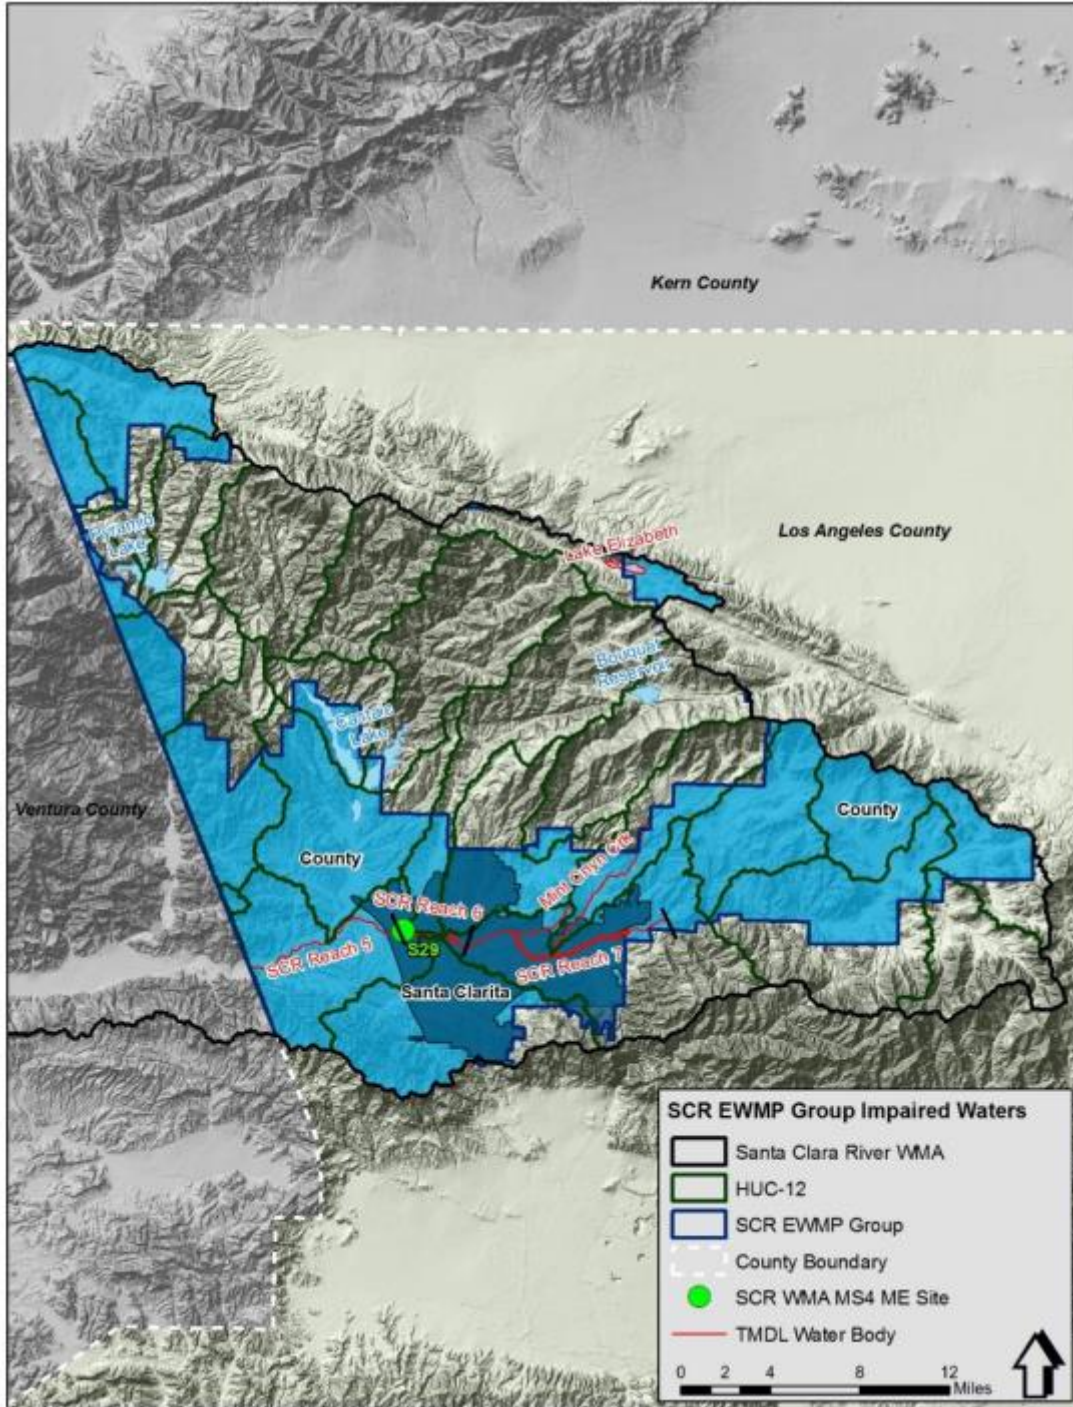 Kern County
Los Angeles County
Lake Elizabeth
Pyramid
Lake
Bouquet
Reservoir
Castaic
Lake
Ventura County
County
County
Mint Cnyn Crk
SCR Reach 6
S29
SCR Reach 5
SCR Reach 7
Santa Clarita
SCR EWMP Group Impaired Waters
Santa Clara River WMA
HUC-12
SCR EWMP Group
County Boundary
SCR WMA MS4 ME Site
TMDL Water Body
0 2 4 8 12
Miles